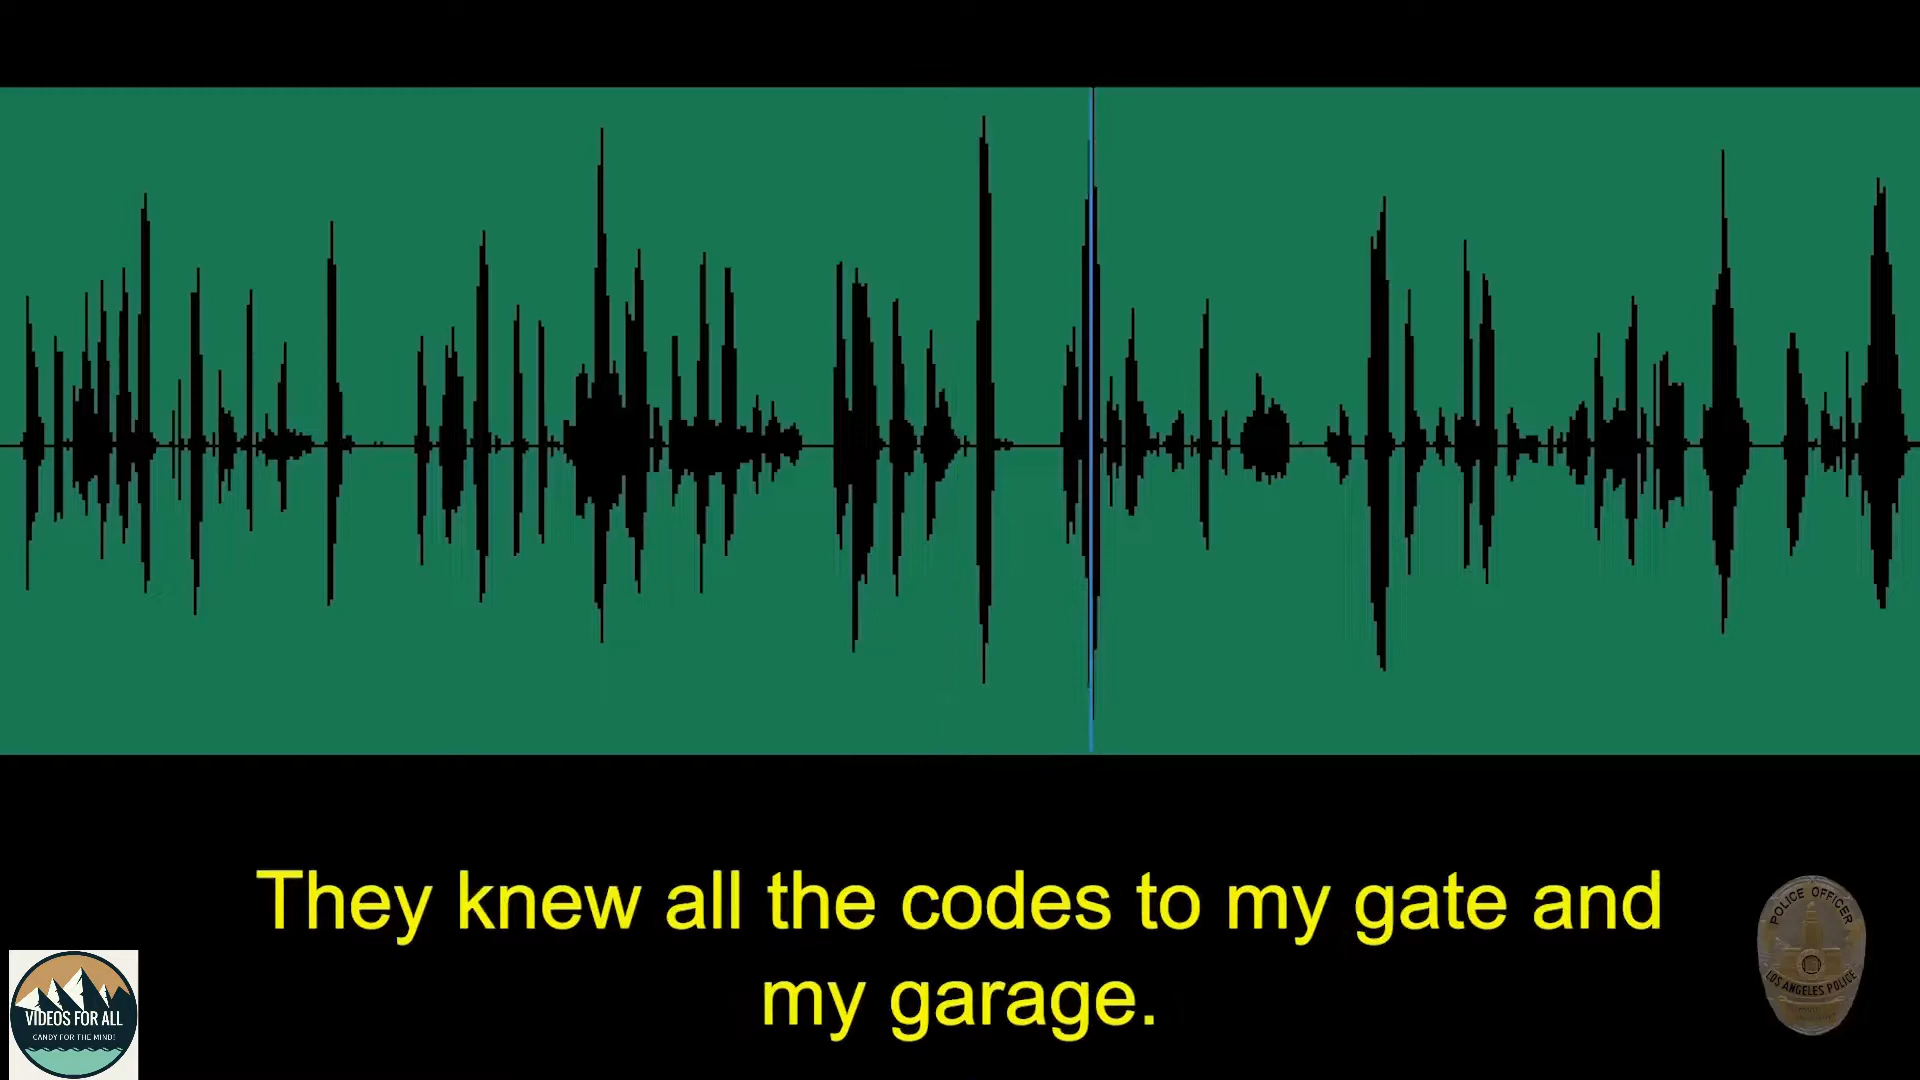 They knew all the codes to my gate and
my garage.
VIDEOS FOR ALL
CANDY FOR THE MIND!
POLICE OFFICER
LOS ANGELES POLICE